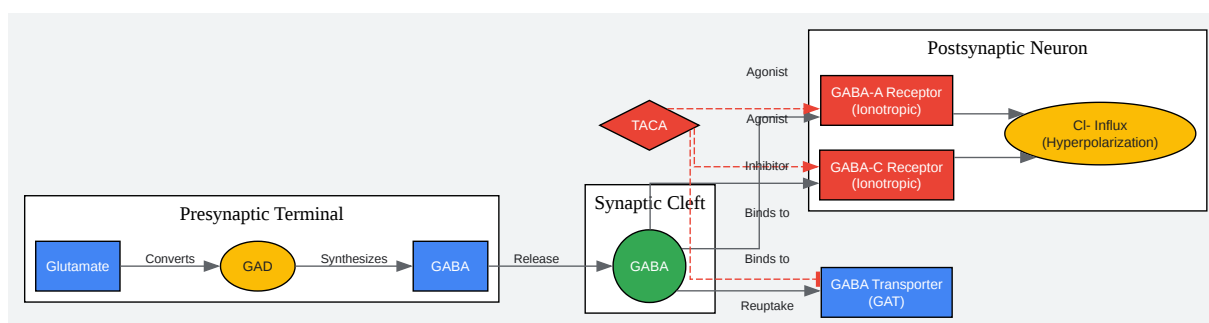 Presynaptic Terminal
Glutamate
Converts
GAD
Synthesizes
GABA
Release
Synaptic Cleft
GABA
TACA
Agonist
Agonist
Inhibitor
Binds to
Binds to
Reuptake
Postsynaptic Neuron
GABA-A Receptor
(Ionotropic)
GABA-C Receptor
(Ionotropic)
Cl- Influx
(Hyperpolarization)
GABA Transporter
(GAT)